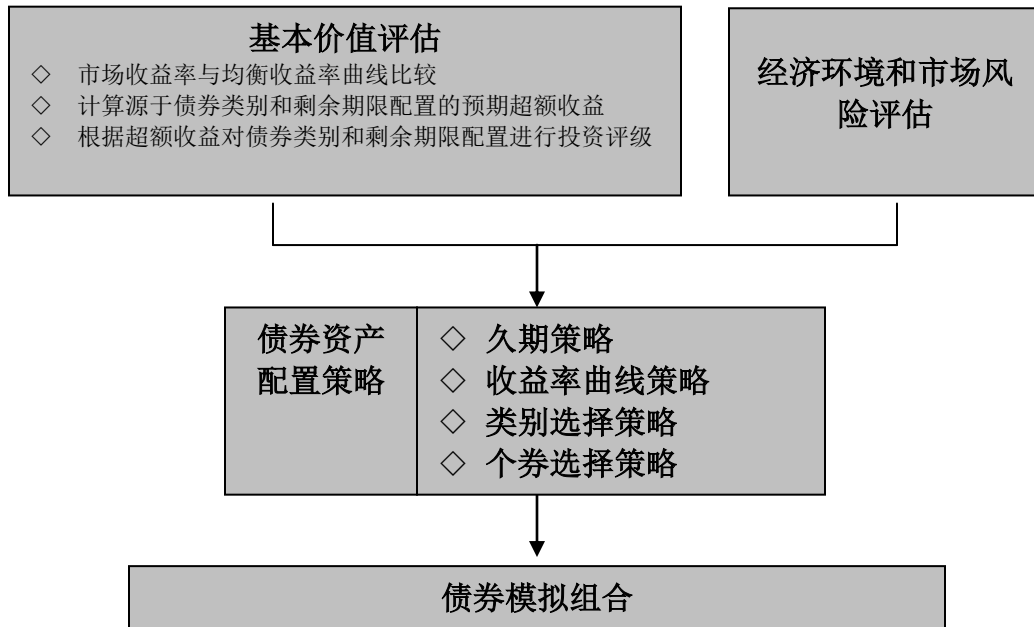 基本价值评估
◇ 市场收益率与均衡收益率曲线比较
◇ 计算源于债券类别和剩余期限配置的预期超额收益
◇ 根据超额收益对债券类别和剩余期限配置进行投资评级
经济环境和市场风
险评估
债券资产
配置策略
◇ 久期策略
◇ 收益率曲线策略
◇ 类别选择策略
◇ 个券选择策略
债券模拟组合